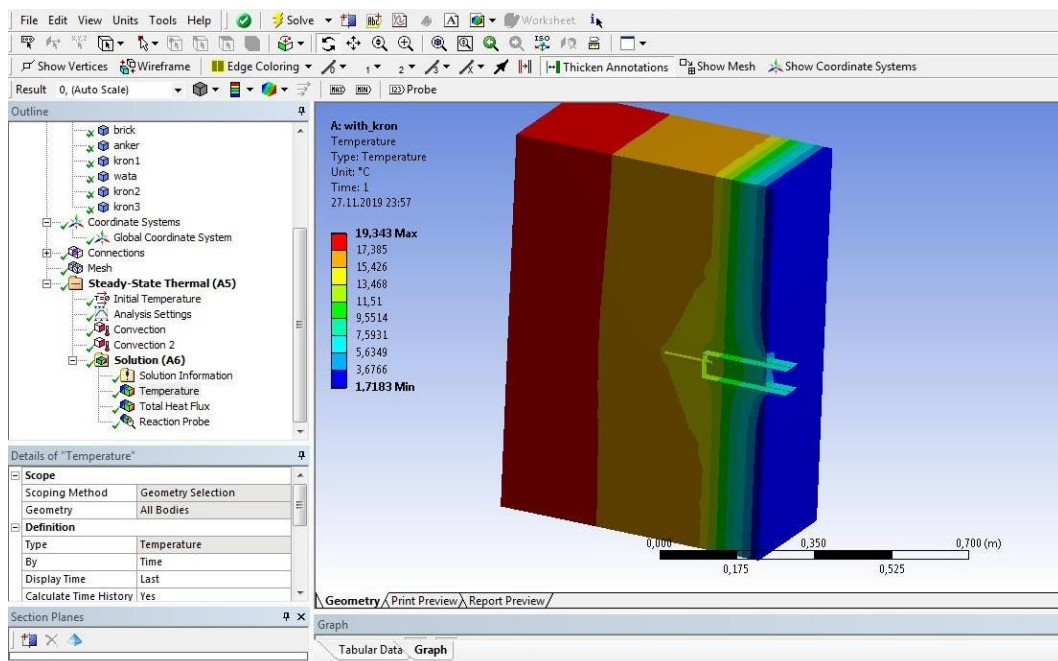 File Edit View Units Tools Help Solve Worksheet
Show Vertices Wireframe Edge Coloring Thicken Annotations Show Mesh Show Coordinate Systems
Result 0, (Auto Scale) MAX MIN Probe
Outline
brick
anker
kron1
wata
kron2
kron3
Coordinate Systems
Global Coordinate System
Connections
Mesh
Steady-State Thermal (A5)
Initial Temperature
Analysis Settings
Convection
Convection 2
Solution (A6)
Solution Information
Temperature
Total Heat Flux
Reaction Probe
Details of "Temperature"
Scope
Scoping Method Geometry Selection
Geometry All Bodies
Definition
Type Temperature
By Time
Display Time Last
Calculate Time History Yes
Section Planes
A: with_kron
Temperature
Type: Temperature
Unit: °C
Time: 1
27.11.2019 23:57
19,343 Max
17,385
15,426
13,468
11,51
9,5514
7,5931
5,6349
3,6766
1,7183 Min
0,000 0,350 0,700 (m)
0,175 0,525
Geometry Print Preview Report Preview
Graph
Tabular Data Graph